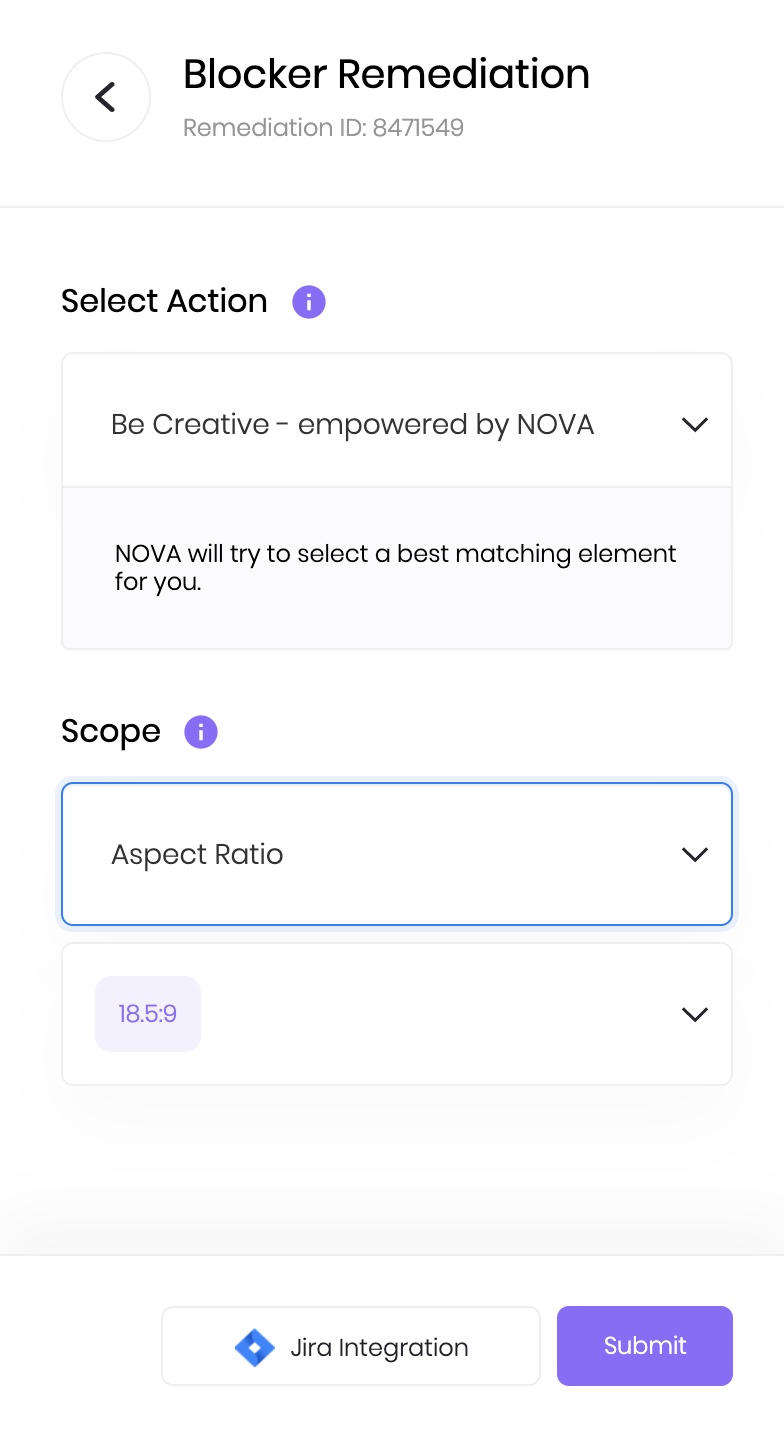 Blocker Remediation
Remediation ID: 8471549
Select Action
Be Creative - empowered by NOVA
NOVA will try to select a best matching element
for you.
Scope
Aspect Ratio
18.5:9
Jira Integration
Submit